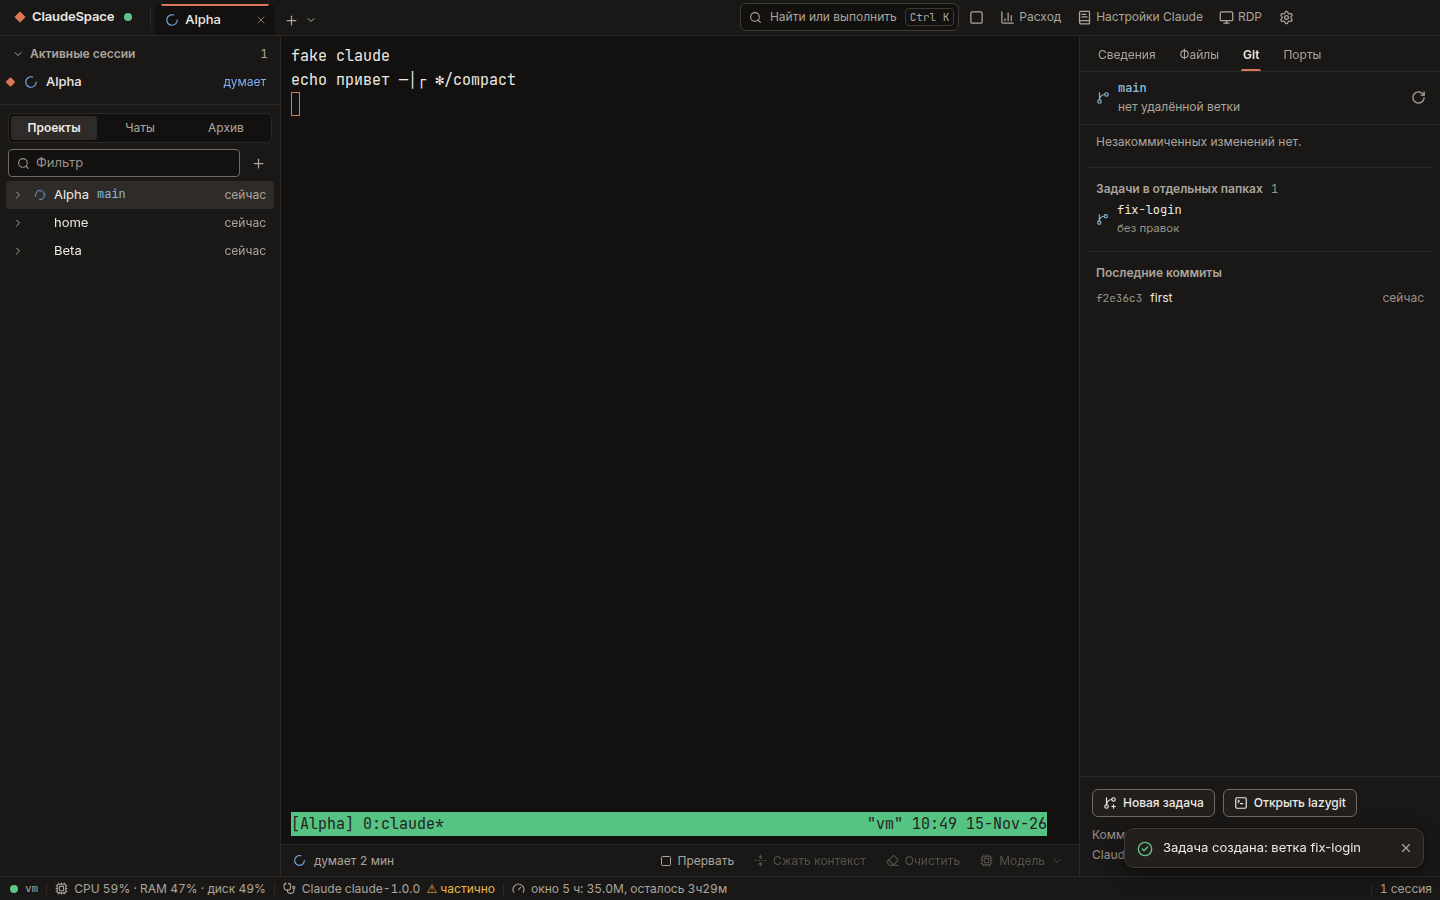 ClaudeSpace
Alpha
Найти или выполнить Ctrl K
Расход
Настройки Claude
RDP
Активные сессии 1
Alpha думает
Проекты Чаты Архив
Фильтр
Alpha main сейчас
home сейчас
Beta сейчас
fake claude
echo привет ─│┌ ✻/compact
[Alpha] 0:claude* "vm" 10:49 15-Nov-26
думает 2 мин
Прервать
Сжать контекст
Очистить
Модель
Сведения Файлы Git Порты
main
нет удалённой ветки
Незакоммиченных изменений нет.
Задачи в отдельных папках 1
fix-login
без правок
Последние коммиты
f2e36c3 first сейчас
Новая задача
Открыть lazygit
Задача создана: ветка fix-login
vm
CPU 59% · RAM 47% · диск 49%
Claude claude-1.0.0 ⚠ частично
окно 5 ч: 35.0M, осталось 3ч29м
1 сессия